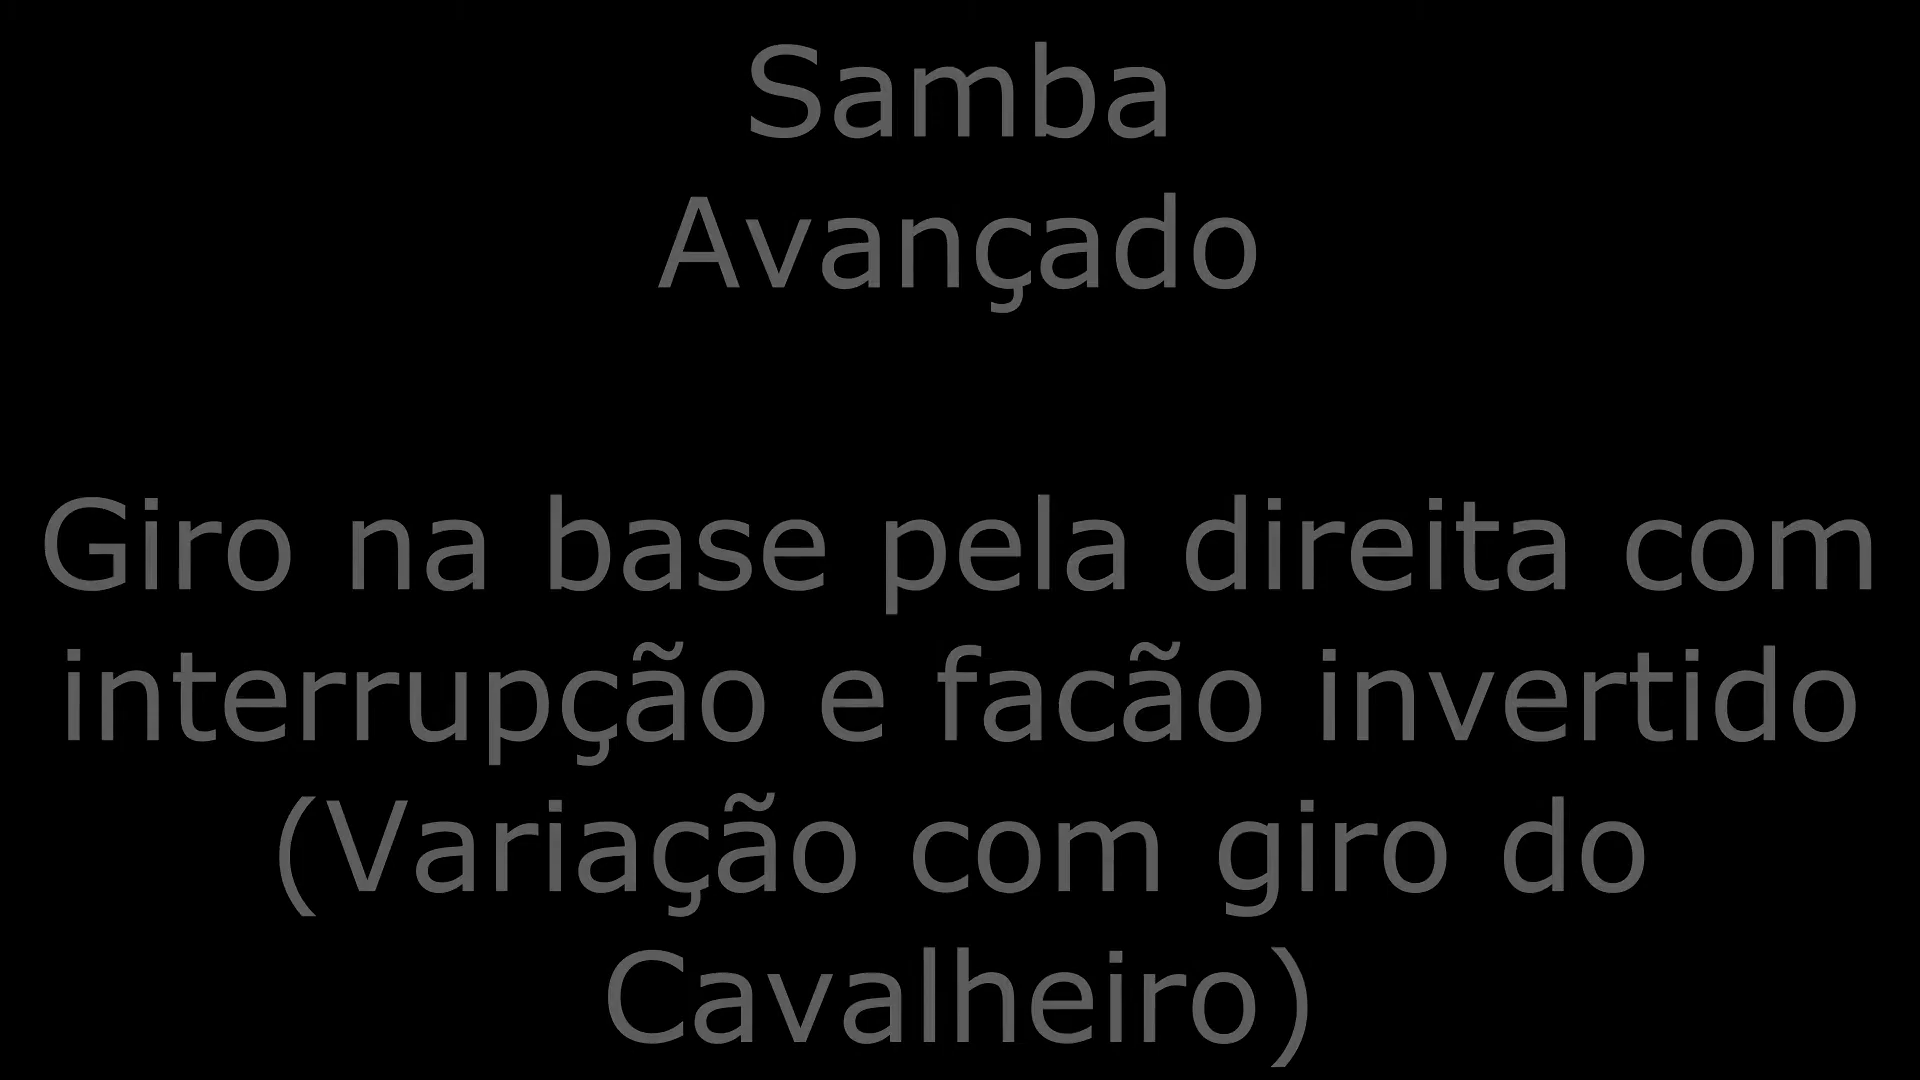 Samba
Avançado
Giro na base pela direita com
interrupção e facão invertido
(Variação com giro do
Cavalheiro)